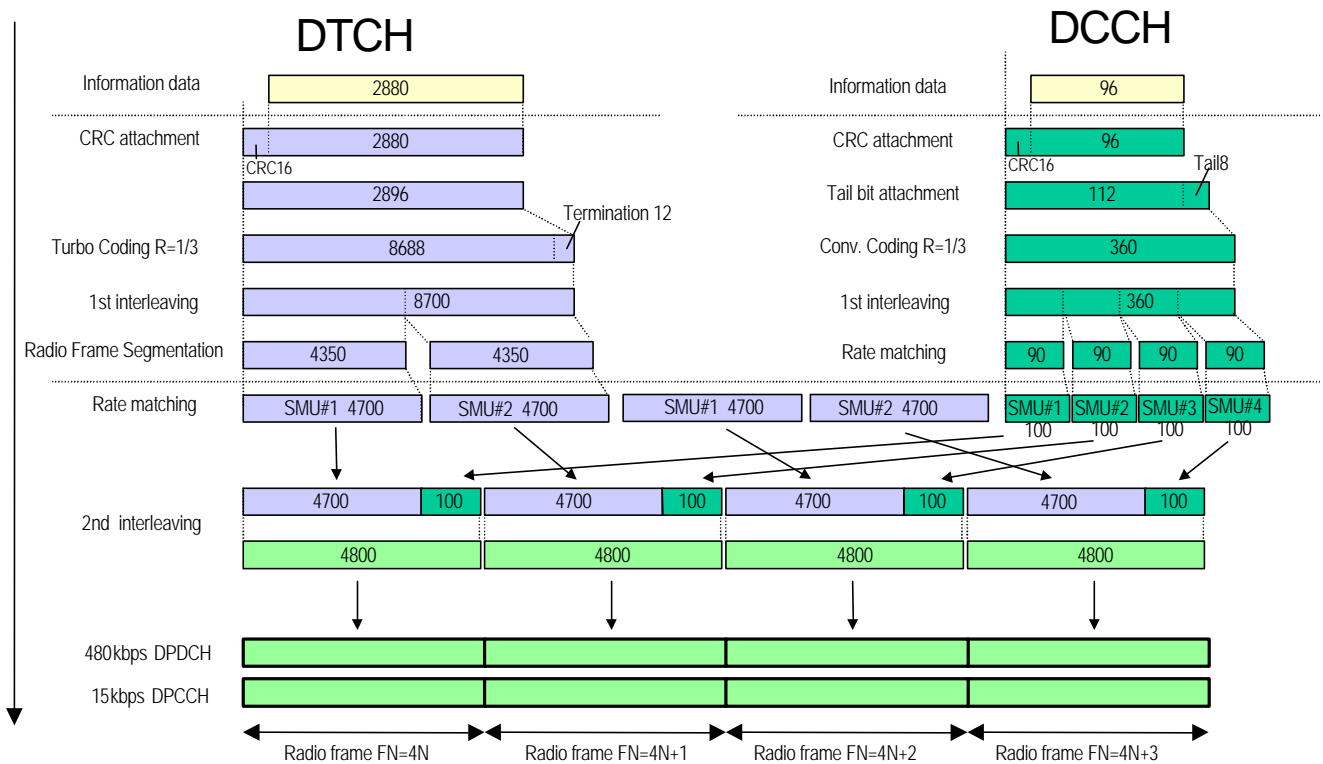 DTCH DCCH
Information data 2880 Information data 96
CRC attachment 2880 CRC attachment 96
CRC16 CRC16 Tail8
2896 Tail bit attachment 112
Termination 12
Turbo Coding R=1/3 8688 Conv. Coding R=1/3 360
1st interleaving 8700 1st interleaving 360
Radio Frame Segmentation 4350 4350 Rate matching 90 90 90 90
Rate matching SMU#1 4700 SMU#2 4700 SMU#1 4700 SMU#2 4700 SMU#1 SMU#2 SMU#3 SMU#4
100 100 100 100
4700 100 4700 100 4700 100 4700 100
2nd interleaving
4800 4800 4800 4800
480kbps DPDCH
15kbps DPCCH
Radio frame FN=4N Radio frame FN=4N+1 Radio frame FN=4N+2 Radio frame FN=4N+3